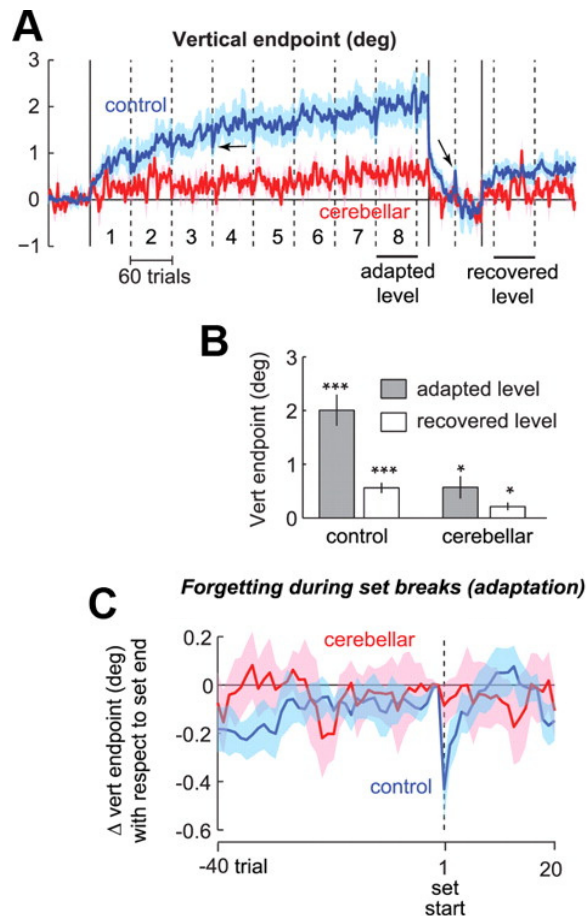 A
Vertical endpoint (deg)
3
2
1
0
−1
control
cerebellar
1 2 3 4 5 6 7 8
60 trials
adapted
level
recovered
level
B
Vert endpoint (deg)
3
2
1
0
***
***
*
*
adapted level
recovered level
control
cerebellar
C
Forgetting during set breaks (adaptation)
Δ vert endpoint (deg)
with respect to set end
0.2
0
-0.2
-0.4
-0.6
cerebellar
control
-40 trial
1
20
set
start